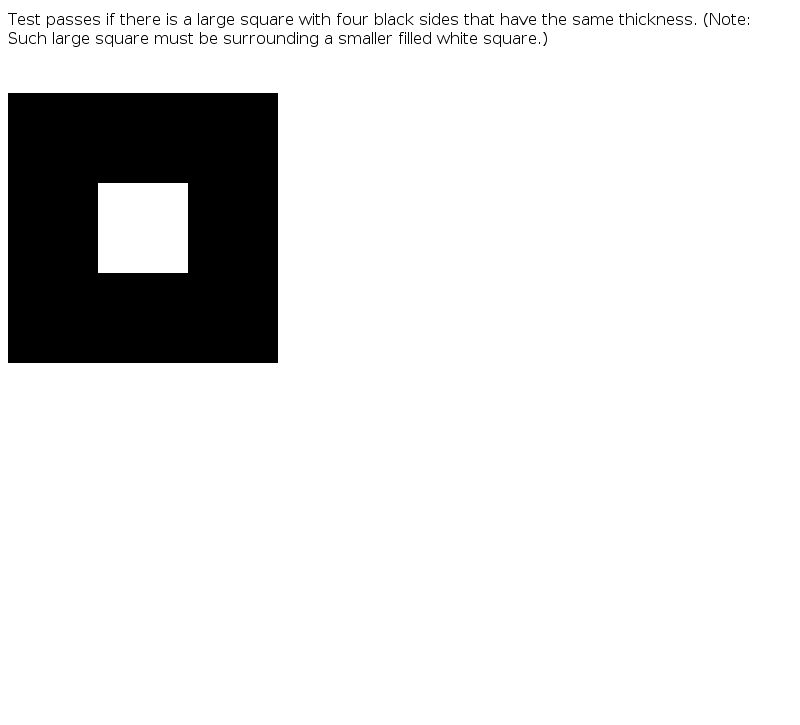 Test passes if there is a large square with four black sides that have the same thickness. (Note:
Such large square must be surrounding a smaller filled white square.)